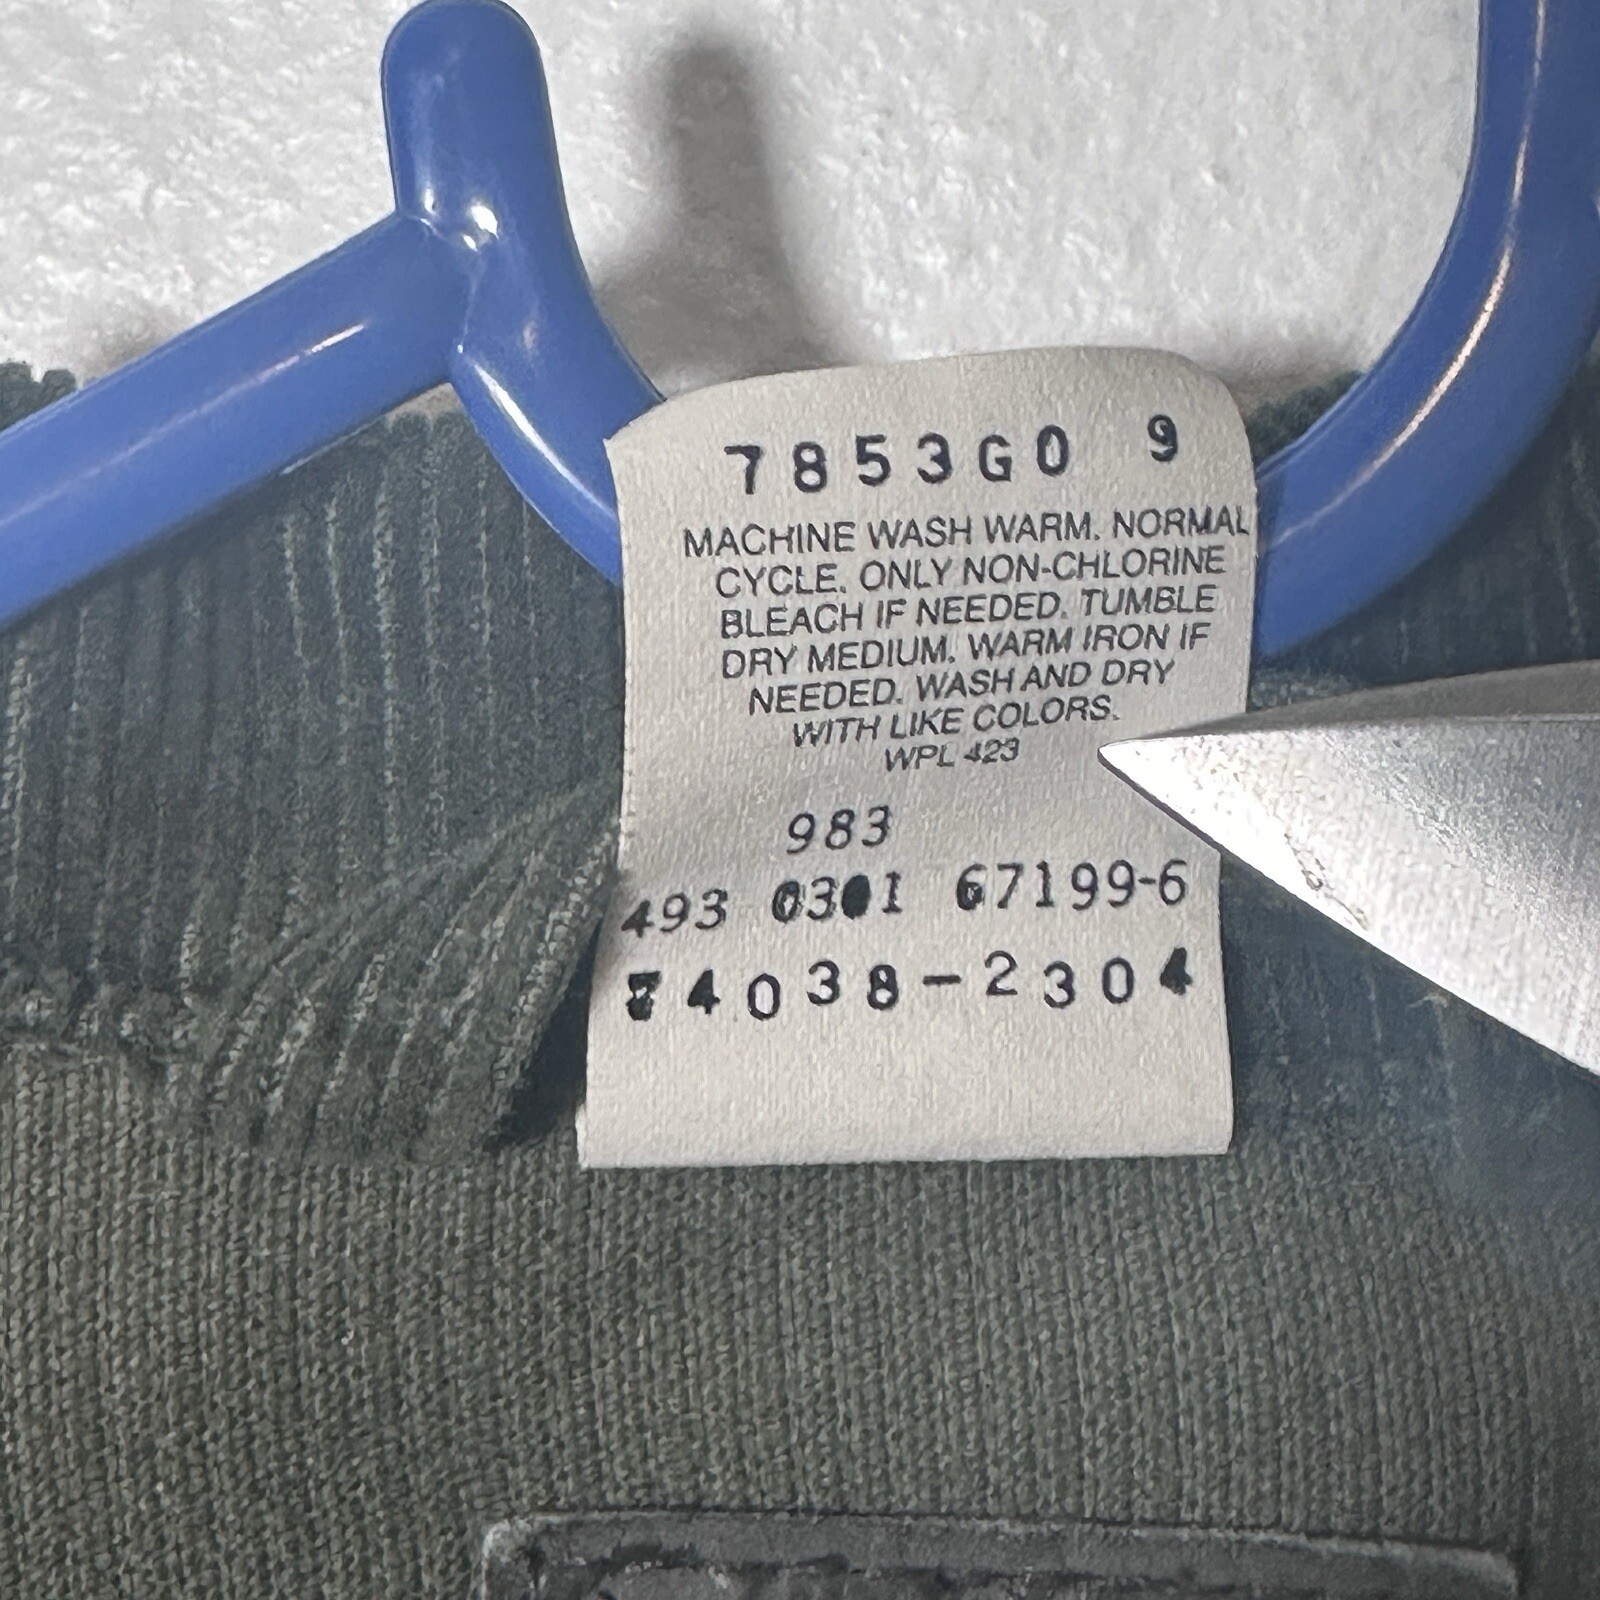 7853G0 9
MACHINE WASH WARM. NORMAL
CYCLE. ONLY NON-CHLORINE
BLEACH IF NEEDED. TUMBLE
DRY MEDIUM. WARM IRON IF
NEEDED. WASH AND DRY
WITH LIKE COLORS.
WPL 423
983
493 0301 67199-6
74038-2304